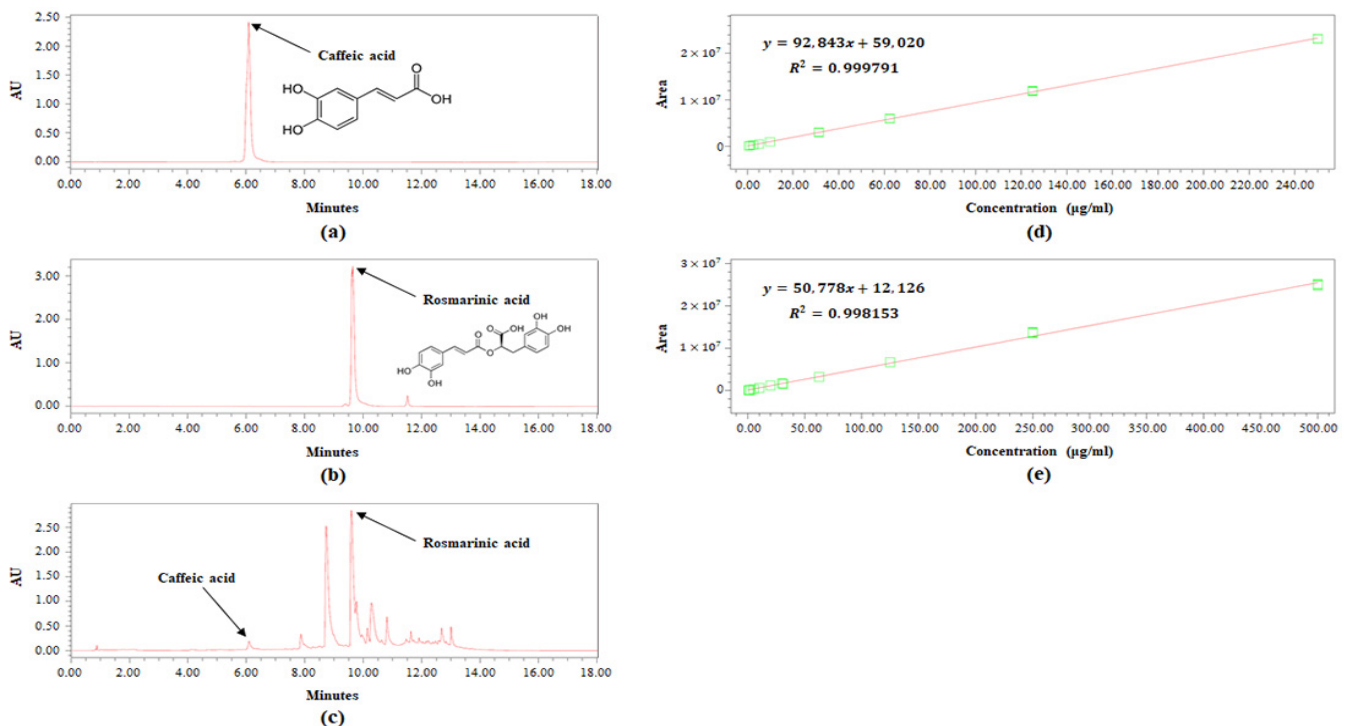 2.50
2.00
1.50
1.00
0.50
0.00
AU
Caffeic acid
HO
HO
O
OH
0.00 2.00 4.00 6.00 8.00 10.00 12.00 14.00 16.00 18.00
Minutes
(a)
3.00
2.00
1.00
0.00
AU
Rosmarinic acid
HO
OH
O
O
O
OH
OH
OH
0.00 2.00 4.00 6.00 8.00 10.00 12.00 14.00 16.00 18.00
Minutes
(b)
2.50
2.00
1.50
1.00
0.50
0.00
AU
Caffeic acid
Rosmarinic acid
0.00 2.00 4.00 6.00 8.00 10.00 12.00 14.00 16.00 18.00
Minutes
(c)
2 × 10⁷
1 × 10⁷
0
Area
y = 92,843x + 59,020
R² = 0.999791
0.00 20.00 40.00 60.00 80.00 100.00 120.00 140.00 160.00 180.00 200.00 220.00 240.00
Concentration (µg/ml)
(d)
3 × 10⁷
2 × 10⁷
1 × 10⁷
0
Area
y = 50,778x + 12,126
R² = 0.998153
0.00 50.00 100.00 150.00 200.00 250.00 300.00 350.00 400.00 450.00 500.00
Concentration (µg/ml)
(e)